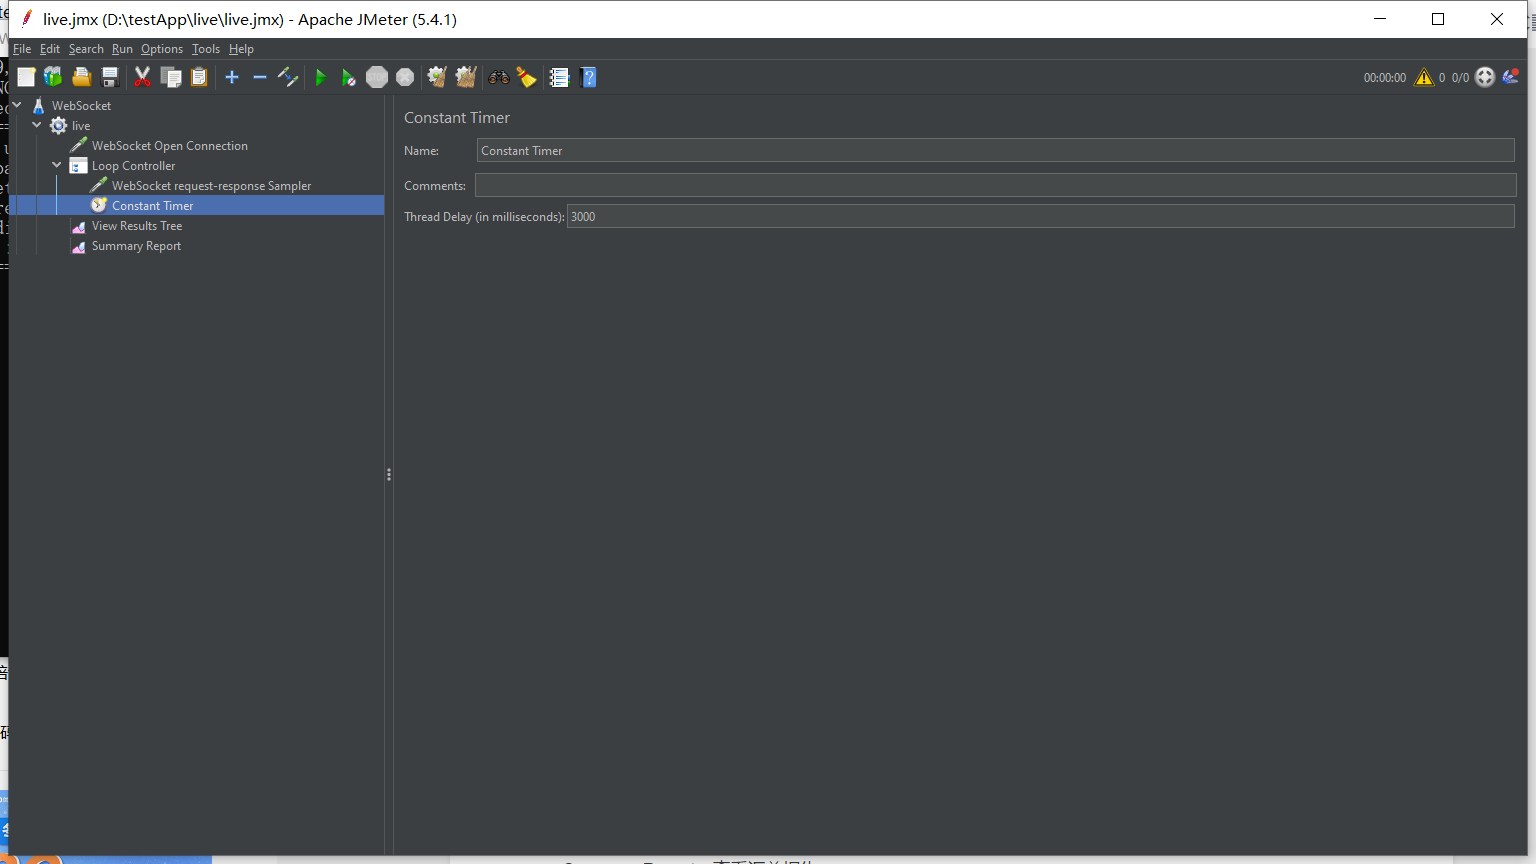 live.jmx (D:\testApp\live\live.jmx) - Apache JMeter (5.4.1)
File Edit Search Run Options Tools Help
STOP
00:00:00 0 0/0
WebSocket
live
WebSocket Open Connection
Loop Controller
WebSocket request-response Sampler
Constant Timer
View Results Tree
Summary Report
Constant Timer
Name: Constant Timer
Comments:
Thread Delay (in milliseconds): 3000